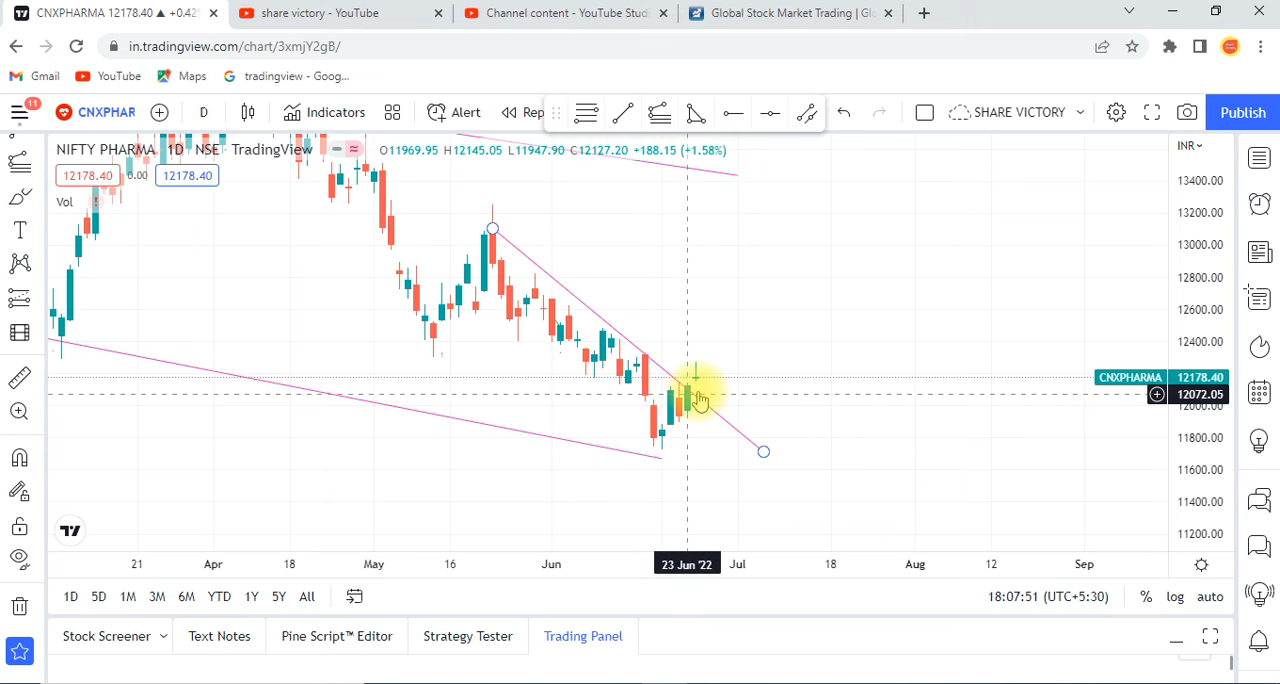 CNXPHARMA 12178.40 ▲ +0.42%
share victory - YouTube
Channel content - YouTube Studi
Global Stock Market Trading | Glo
in.tradingview.com/chart/3xmjY2gB/
Gmail
YouTube
Maps
tradingview - Goog...
11
CNXPHAR
D
Indicators
Alert
Rep
SHARE VICTORY
Publish
NIFTY PHARMA 1D NSE TradingView
O11969.95 H12145.05 L11947.90 C12127.20 +188.15 (+1.58%)
INR
12178.40
0.00
12178.40
Vol
13400.00
13200.00
13000.00
12800.00
12600.00
12400.00
CNXPHARMA 12178.40
12072.05
12000.00
11800.00
11600.00
11400.00
11200.00
21
Apr
18
May
16
Jun
23 Jun '22
Jul
18
Aug
12
Sep
1D
5D
1M
3M
6M
YTD
1Y
5Y
All
18:07:51 (UTC+5:30)
%
log
auto
Stock Screener
Text Notes
Pine Script™ Editor
Strategy Tester
Trading Panel